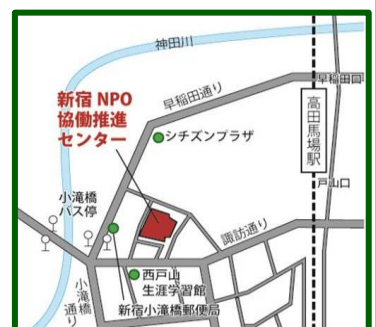 神田川
早稲田通り
早稲田口
新宿 NPO
協働推進
センター
シチズンプラザ
高田馬場駅
戸山口
小滝橋
バス停
諏訪通り
西戸山
生涯学習館
新宿小滝橋郵便局
小滝橋通り